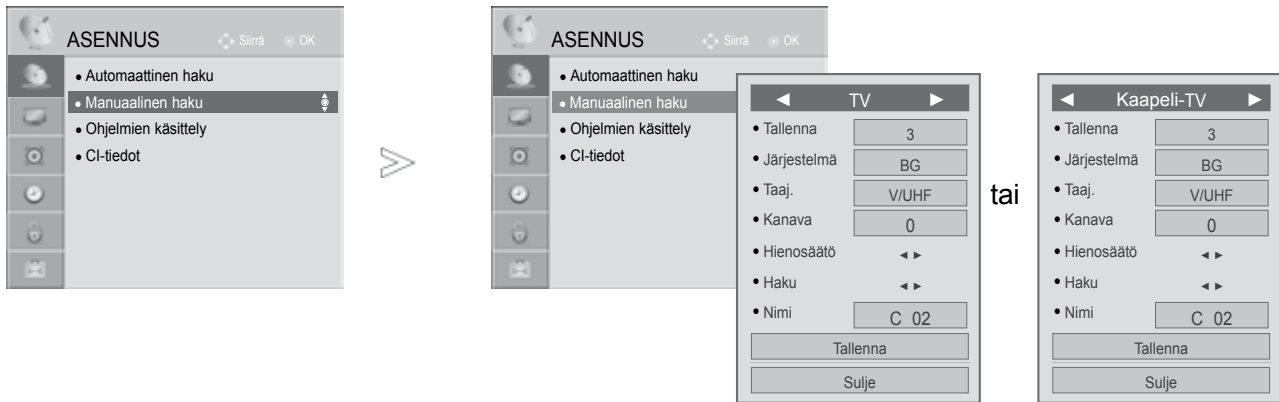 ASENNUS Siirrä OK
• Automaattinen haku
• Manuaalinen haku
• Ohjelmien käsittely
• CI-tiedot
ASENNUS Siirrä OK
• Automaattinen haku
• Manuaalinen haku
• Ohjelmien käsittely
• CI-tiedot
◄ TV ►
• Tallenna 3
• Järjestelmä BG
• Taaj. V/UHF
• Kanava 0
• Hienosäätö ◄ ►
• Haku ◄ ►
• Nimi C 02
Tallenna
Sulje
tai
◄ Kaapeli-TV ►
• Tallenna 3
• Järjestelmä BG
• Taaj. V/UHF
• Kanava 0
• Hienosäätö ◄ ►
• Haku ◄ ►
• Nimi C 02
Tallenna
Sulje